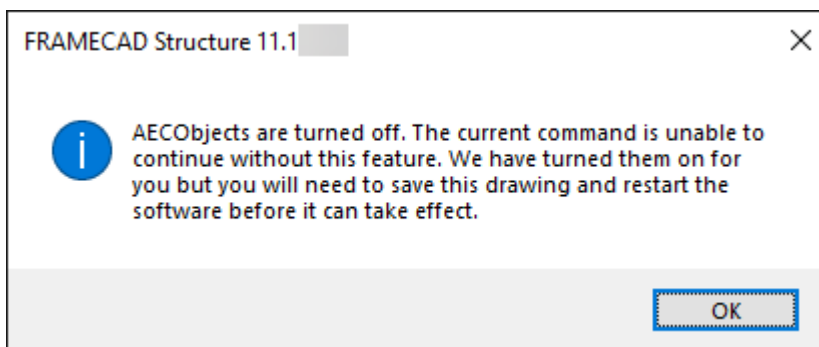 FRAMECAD Structure 11.1
AECObjects are turned off. The current command is unable to
continue without this feature. We have turned them on for
you but you will need to save this drawing and restart the
software before it can take effect.
OK